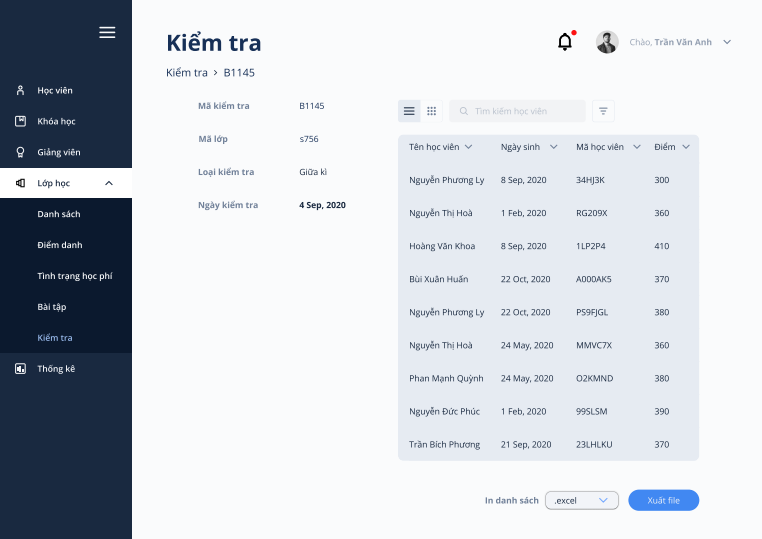 Kiểm tra
Chào, Trần Vân Anh
Kiểm tra > B1145
Học viên
Khóa học
Giảng viên
Lớp học
Danh sách
Điểm danh
Tình trạng học phí
Bài tập
Kiểm tra
Thống kê
Mã kiểm tra B1145
Mã lớp s756
Loại kiểm tra Giữa kì
Ngày kiểm tra 4 Sep, 2020
Tìm kiếm học viên
Tên học viên Ngày sinh Mã học viên Điểm
Nguyễn Phương Ly 8 Sep, 2020 34HJ3K 300
Nguyễn Thị Hoà 1 Feb, 2020 RG209X 360
Hoàng Văn Khoa 8 Sep, 2020 1LP2P4 410
Bùi Xuân Huấn 22 Oct, 2020 A000AK5 370
Nguyễn Phương Ly 22 Oct, 2020 PS9FJGL 380
Nguyễn Thị Hoà 24 May, 2020 MMVC7X 360
Phan Mạnh Quỳnh 24 May, 2020 O2KMND 380
Nguyễn Đức Phúc 1 Feb, 2020 99SLSM 390
Trần Bích Phương 21 Sep, 2020 23LHLKU 370
In danh sách .excel Xuất file